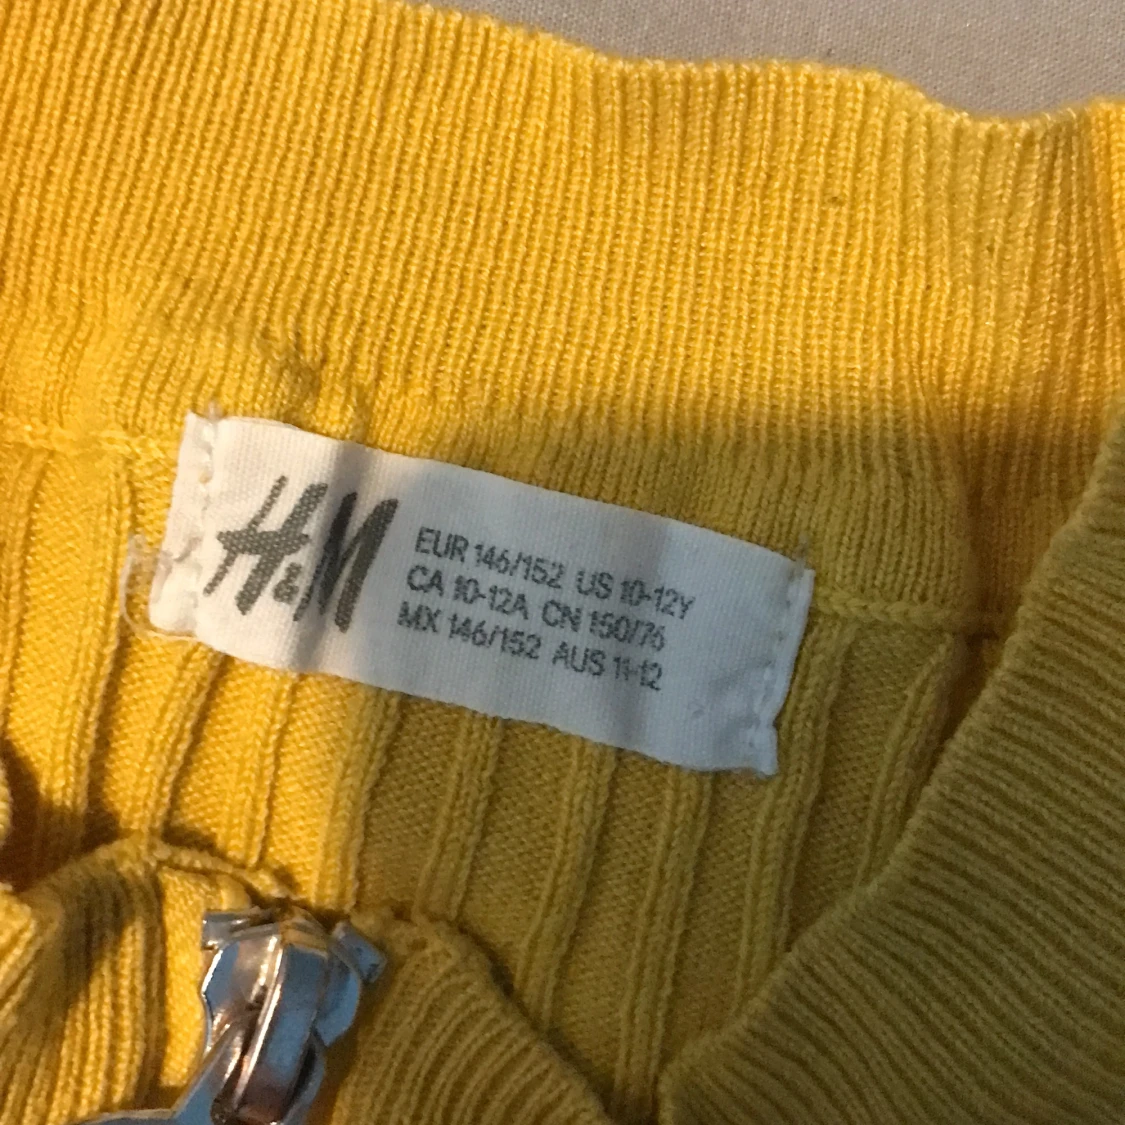 H&M
EUR 146/152 US 10-12Y
CA 10-12A CN 150/76
MX 146/152 AUS 11-12